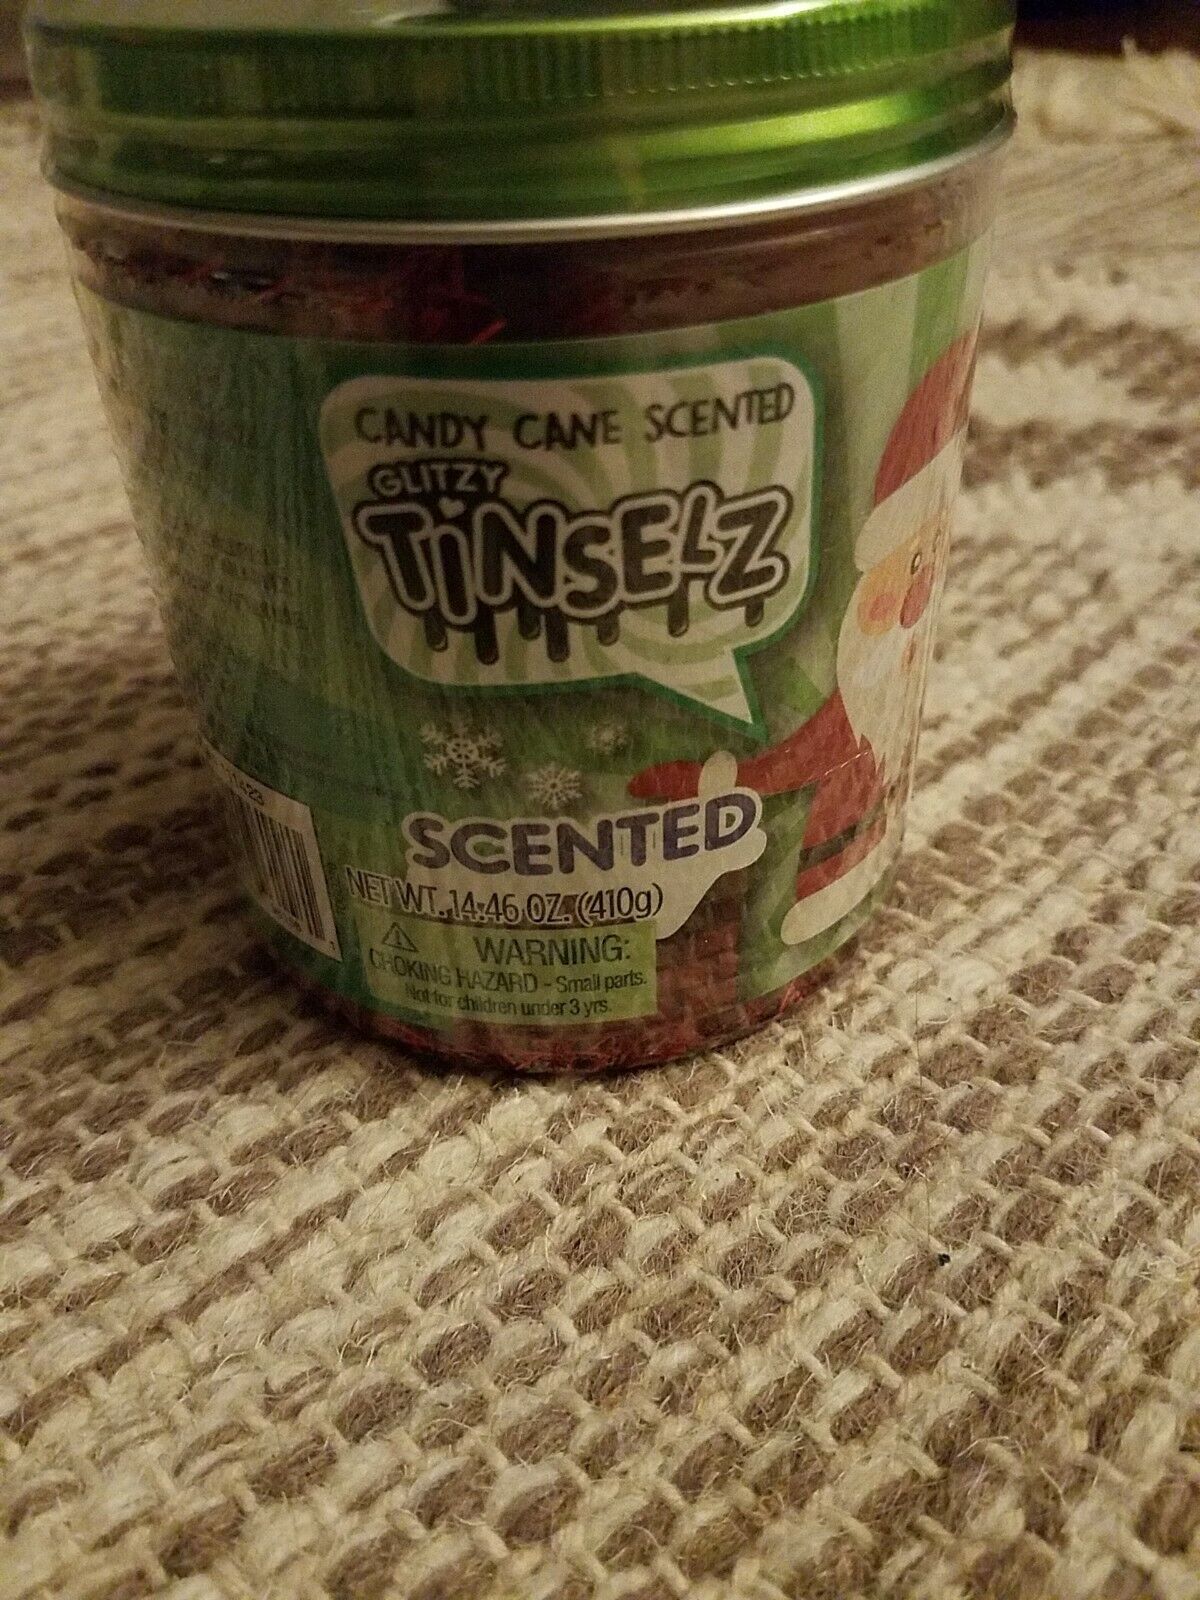 CANDY CANE SCENTED
GLITZY
TiNSELZ
SCENTED
NET WT. 14.46 OZ. (410g)
WARNING:
CHOKING HAZARD - Small parts.
Not for children under 3 yrs.